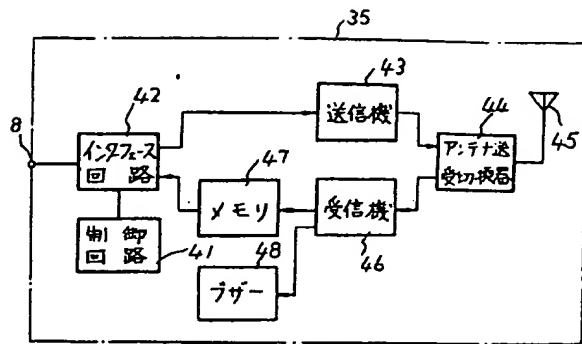 35
43
送信機
42
インタフェース
回路
8
44
アンテナ送
受切換器
45
47
メモリ
受信機
46
制御
回路
41
48
ブザー